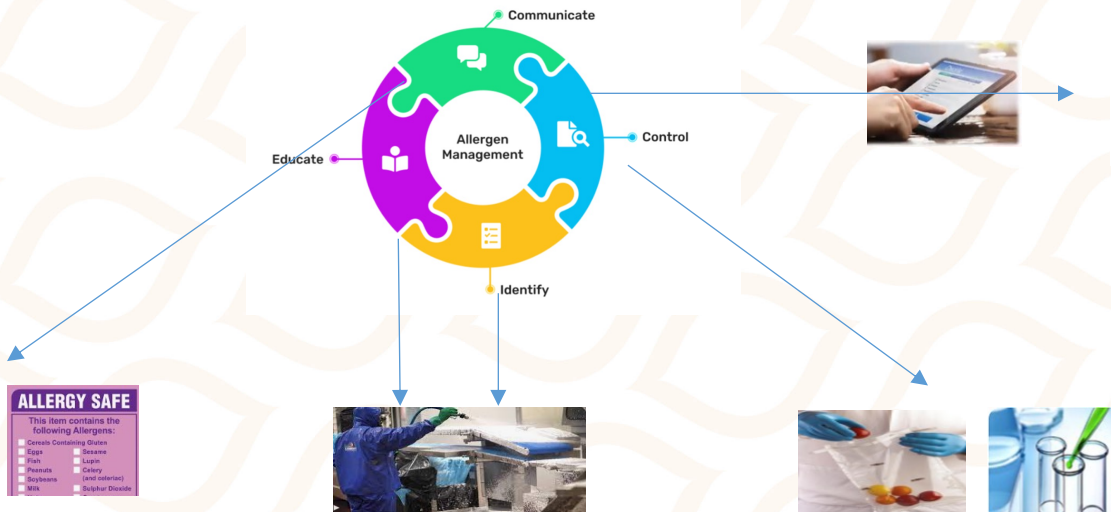 Communicate
Allergen
Management
Control
Educate
Identify
ALLERGY SAFE
This item contains the
following Allergens:
Cereals Containing Gluten
Eggs
Sesame
Fish
Lupin
Peanuts
Celery
Soybeans
(and celeriac)
Milk
Sulphur Dioxide